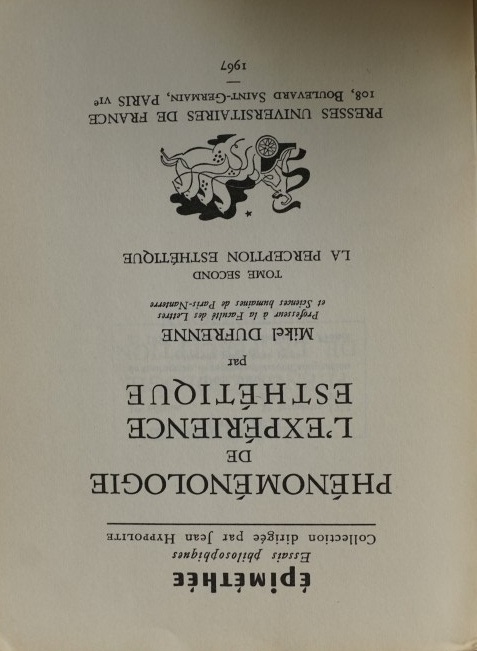 épiméthée
Essais philosophiques
Collection dirigée par Jean HYPPOLITE
PHÉNOMÉNOLOGIE
DE
L'EXPÉRIENCE
ESTHÉTIQUE
par
Mikel DUFRENNE
Professeur à la Faculté des Lettres
et Sciences humaines de Paris-Nanterre
TOME SECOND
LA PERCEPTION ESTHÉTIQUE
PRESSES UNIVERSITAIRES DE FRANCE
108, BOULEVARD SAINT-GERMAIN, PARIS VIe
1967